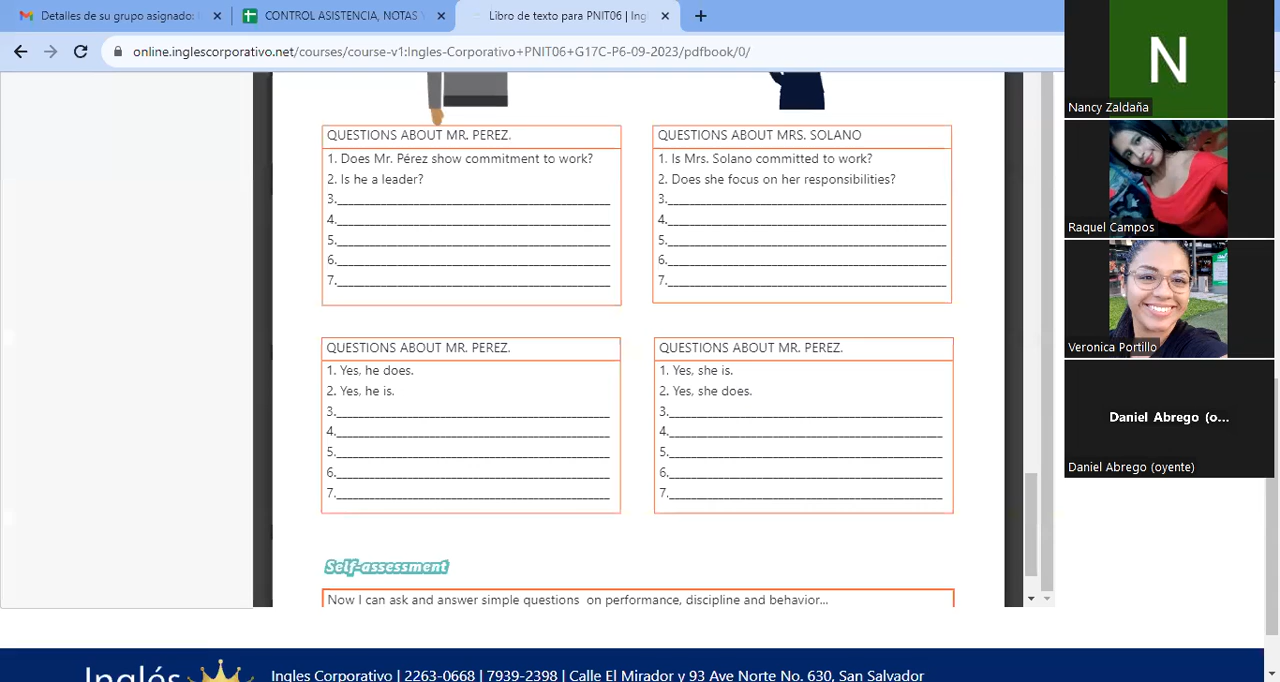 Detalles de su grupo asignado:
CONTROL ASISTENCIA, NOTAS Y
Libro de texto para PNIT06 | Ing
online.inglescorporativo.net/courses/course-v1:Ingles-Corporativo+PNIT06+G17C-P6-09-2023/pdfbook/0/
N
Nancy Zaldaña
Raquel Campos
Veronica Portillo
Daniel Abrego (o...
Daniel Abrego (oyente)
QUESTIONS ABOUT MR. PEREZ.
1. Does Mr. Pérez show commitment to work?
2. Is he a leader?
3.
4.
5.
6.
7.
QUESTIONS ABOUT MRS. SOLANO
1. Is Mrs. Solano committed to work?
2. Does she focus on her responsibilities?
3.
4.
5.
6.
7.
QUESTIONS ABOUT MR. PEREZ.
1. Yes, he does.
2. Yes, he is.
3.
4.
5.
6.
7.
QUESTIONS ABOUT MR. PEREZ.
1. Yes, she is.
2. Yes, she does.
3.
4.
5.
6.
7.
Self-assessment
Now I can ask and answer simple questions on performance, discipline and behavior...
Inglés
Ingles Corporativo | 2263-0668 | 7939-2398 | Calle El Mirador y 93 Ave Norte No. 630, San Salvador